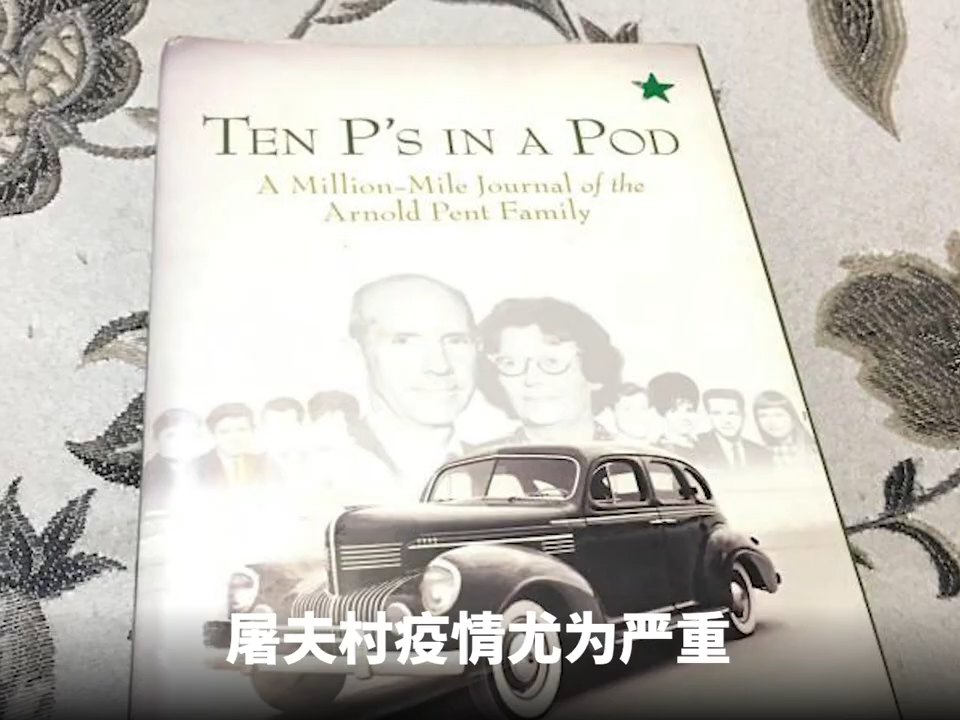 TEN P'S IN A POD
A Million-Mile Journal of the
Arnold Pent Family
屠夫村疫情尤为严重